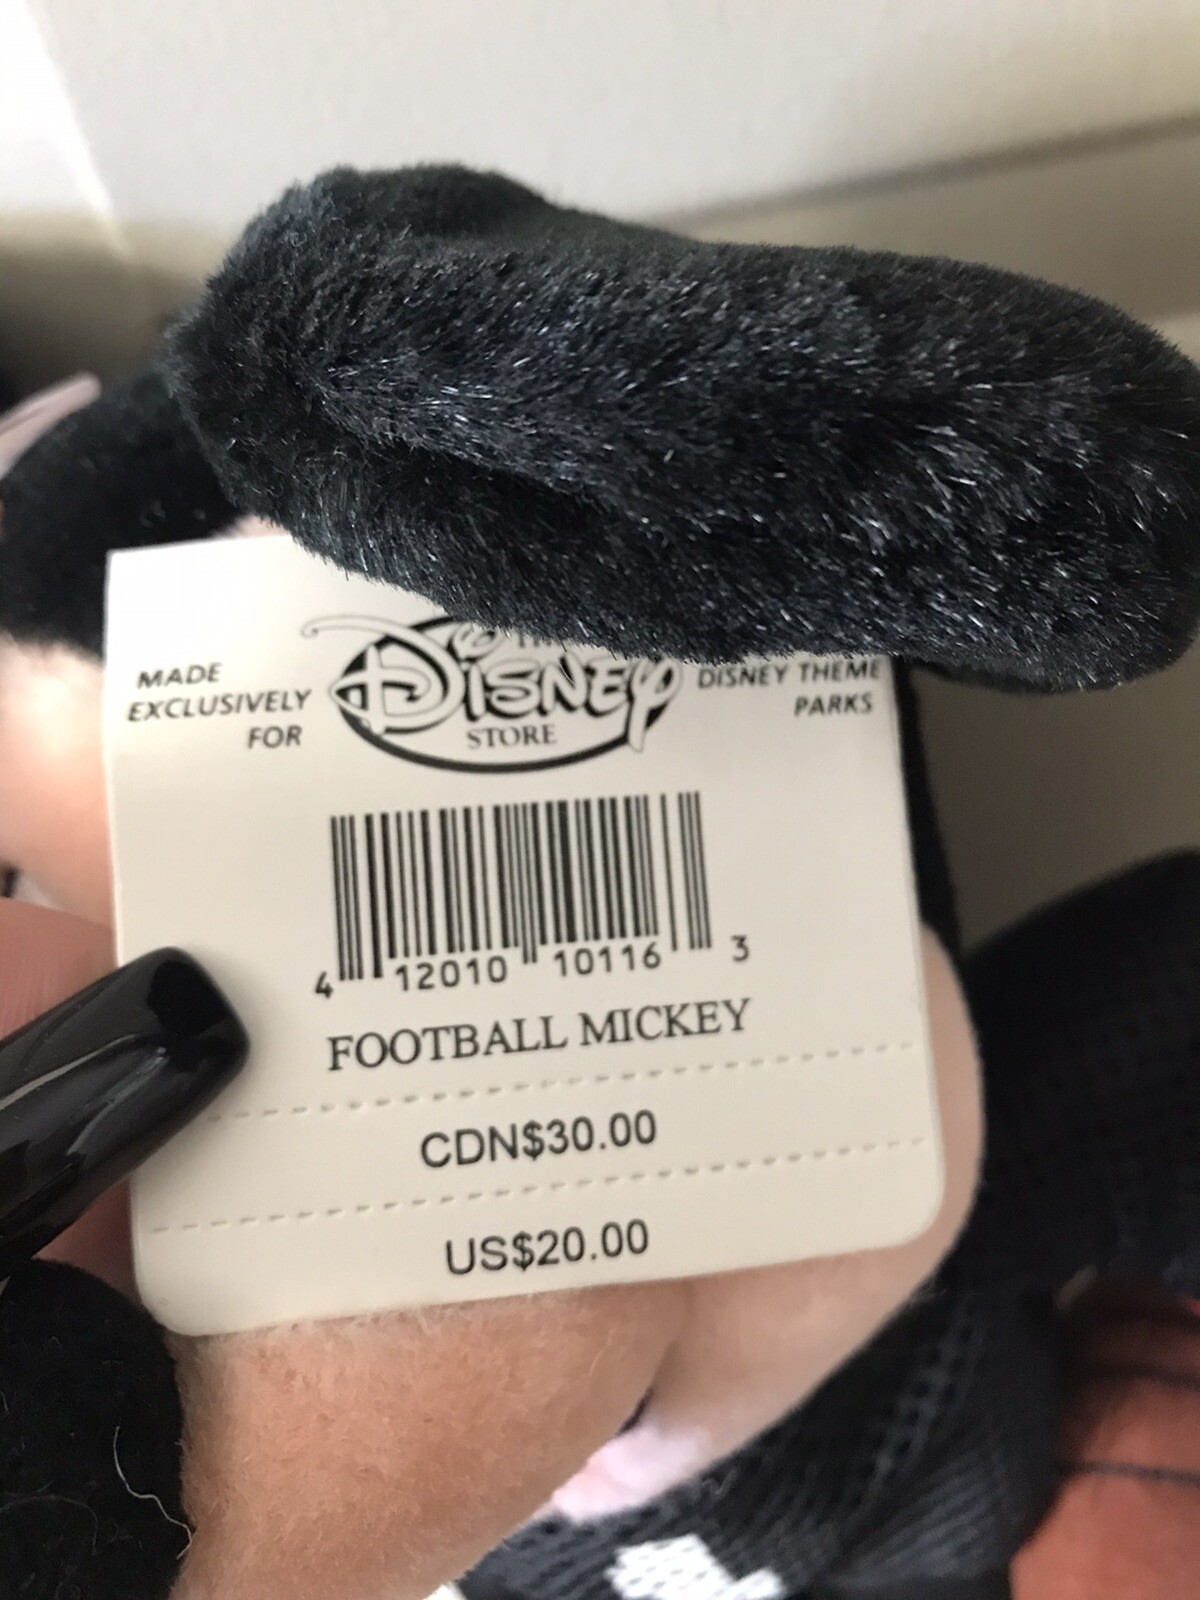 MADE
EXCLUSIVELY
FOR
DISNEY
STORE
DISNEY THEME
PARKS
4 12010 10116 3
FOOTBALL MICKEY
CDN$30.00
US$20.00